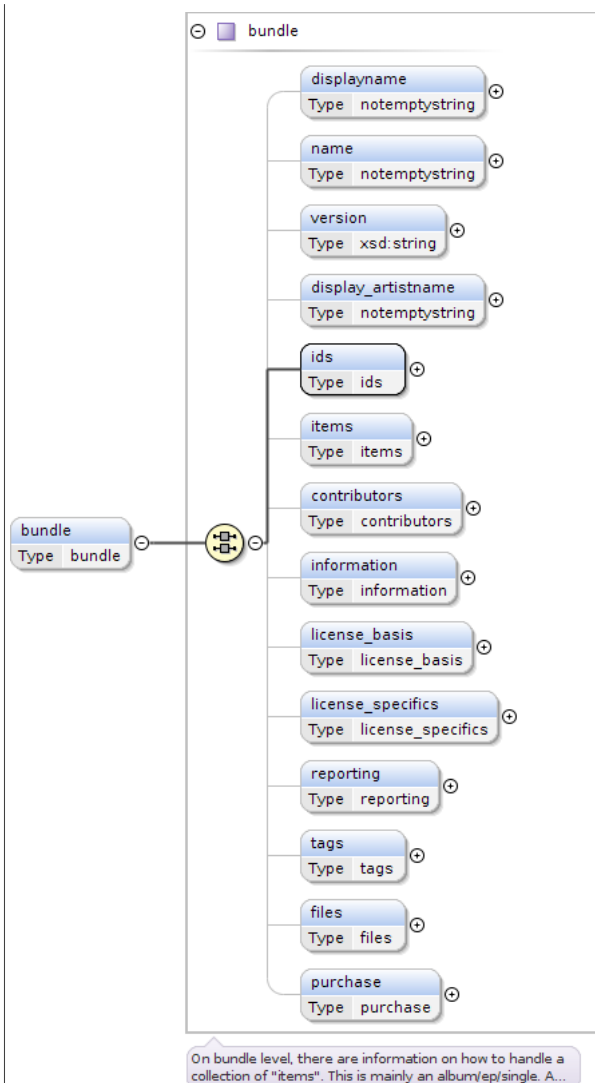 bundle
displayname
Type notemptystring
name
Type notemptystring
version
Type xsd:string
display_artistname
Type notemptystring
ids
Type ids
items
Type items
contributors
Type contributors
bundle
Type bundle
information
Type information
license_basis
Type license_basis
license_specifics
Type license_specifics
reporting
Type reporting
tags
Type tags
files
Type files
purchase
Type purchase
On bundle level, there are information on how to handle a
collection of "items". This is mainly an album/ep/single. A...